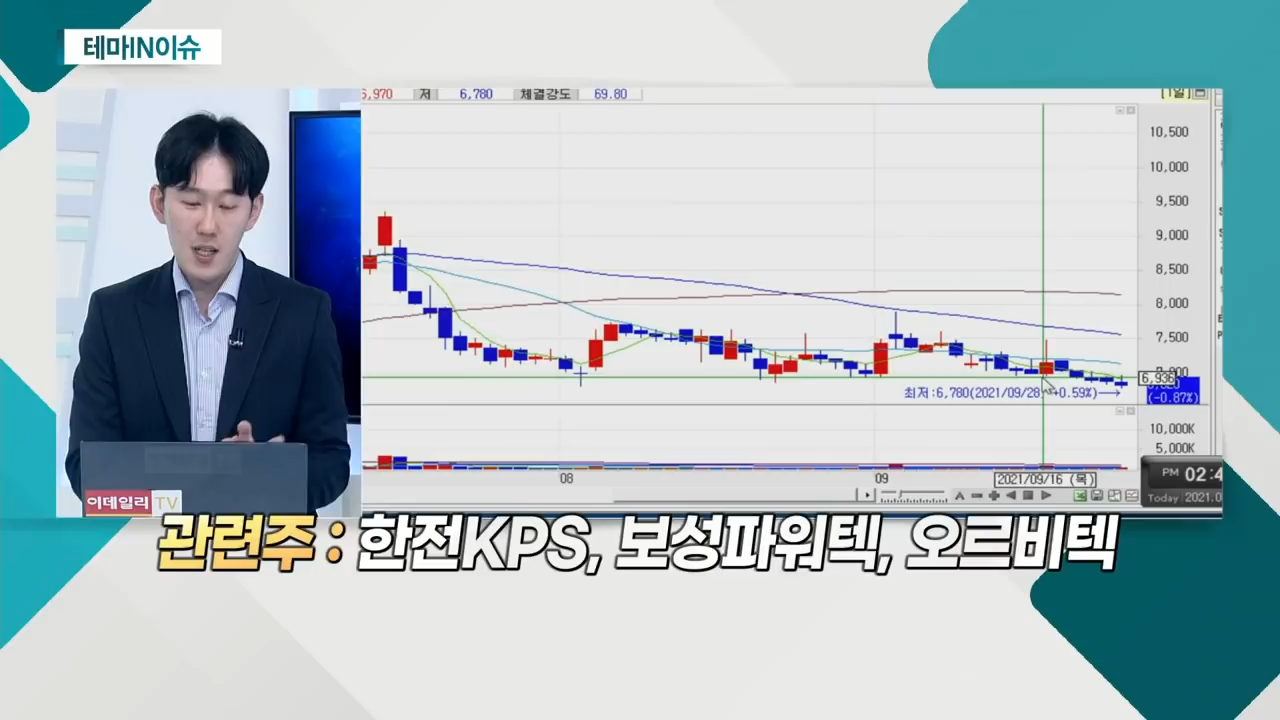 테마IN이슈
6,970 저 6,780 체결강도 69.80
[1일]
10,500
10,000
9,500
9,000
8,500
8,000
7,500
6,936
(-0.87%)
최저:6,780(2021/09/28 +0.59%)
10,000K
5,000K
08 09 2021/09/16 (목)
PM 02:4
Today 2021.0
이데일리 TV
관련주 : 한전KPS, 보성파워텍, 오르비텍